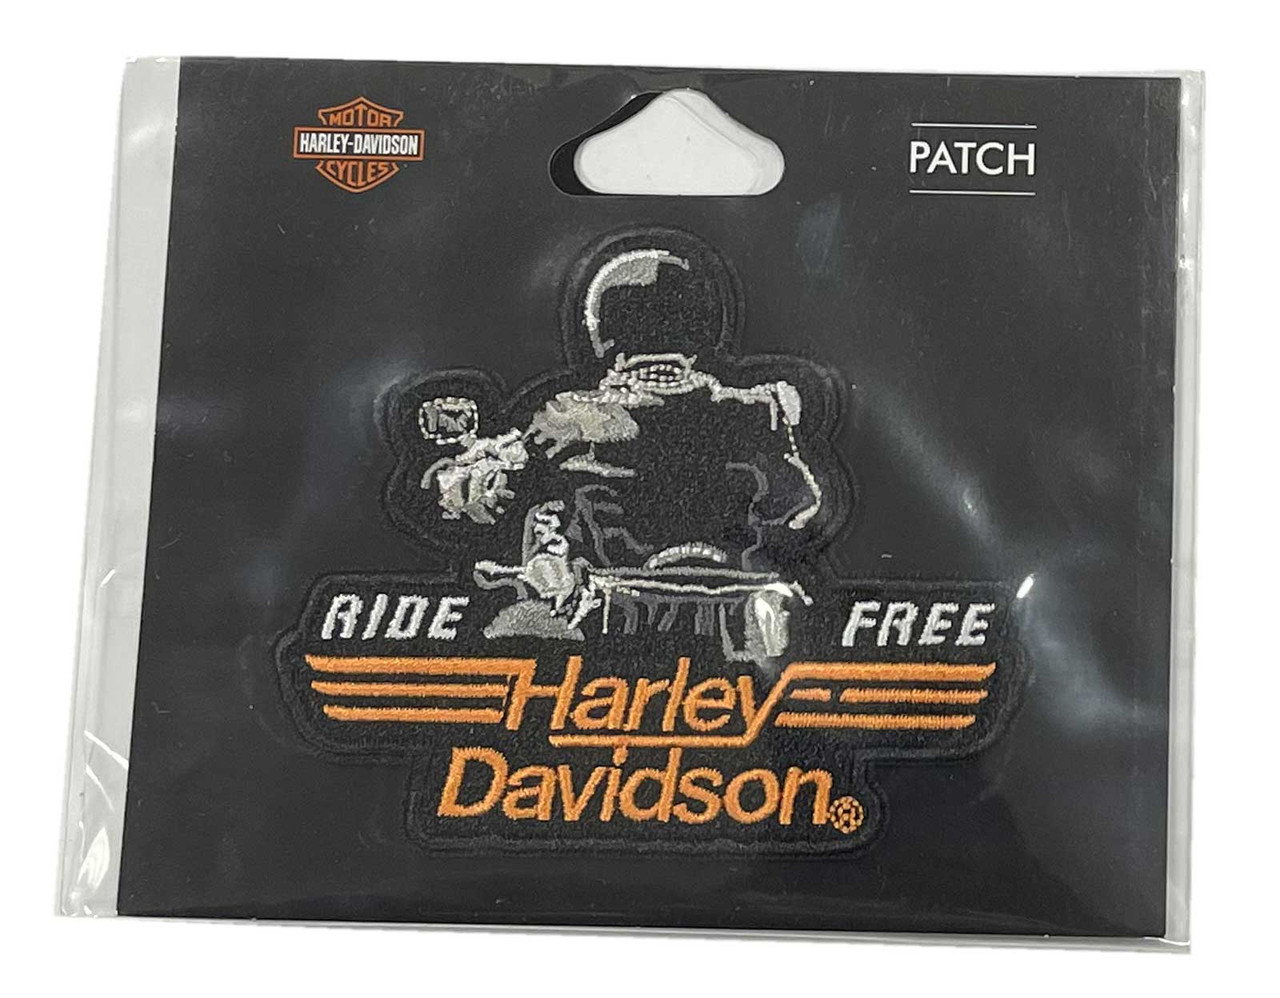 MOTOR
HARLEY-DAVIDSON
CYCLES
PATCH
RIDE FREE
Harley
Davidson®